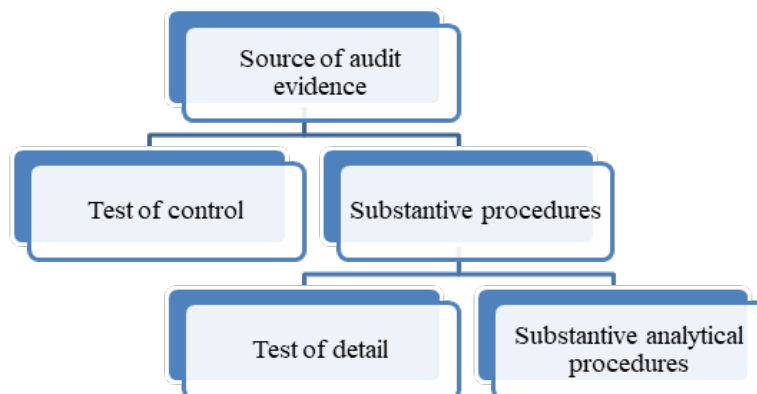 Source of audit
evidence
Test of control
Substantive procedures
Test of detail
Substantive analytical
procedures